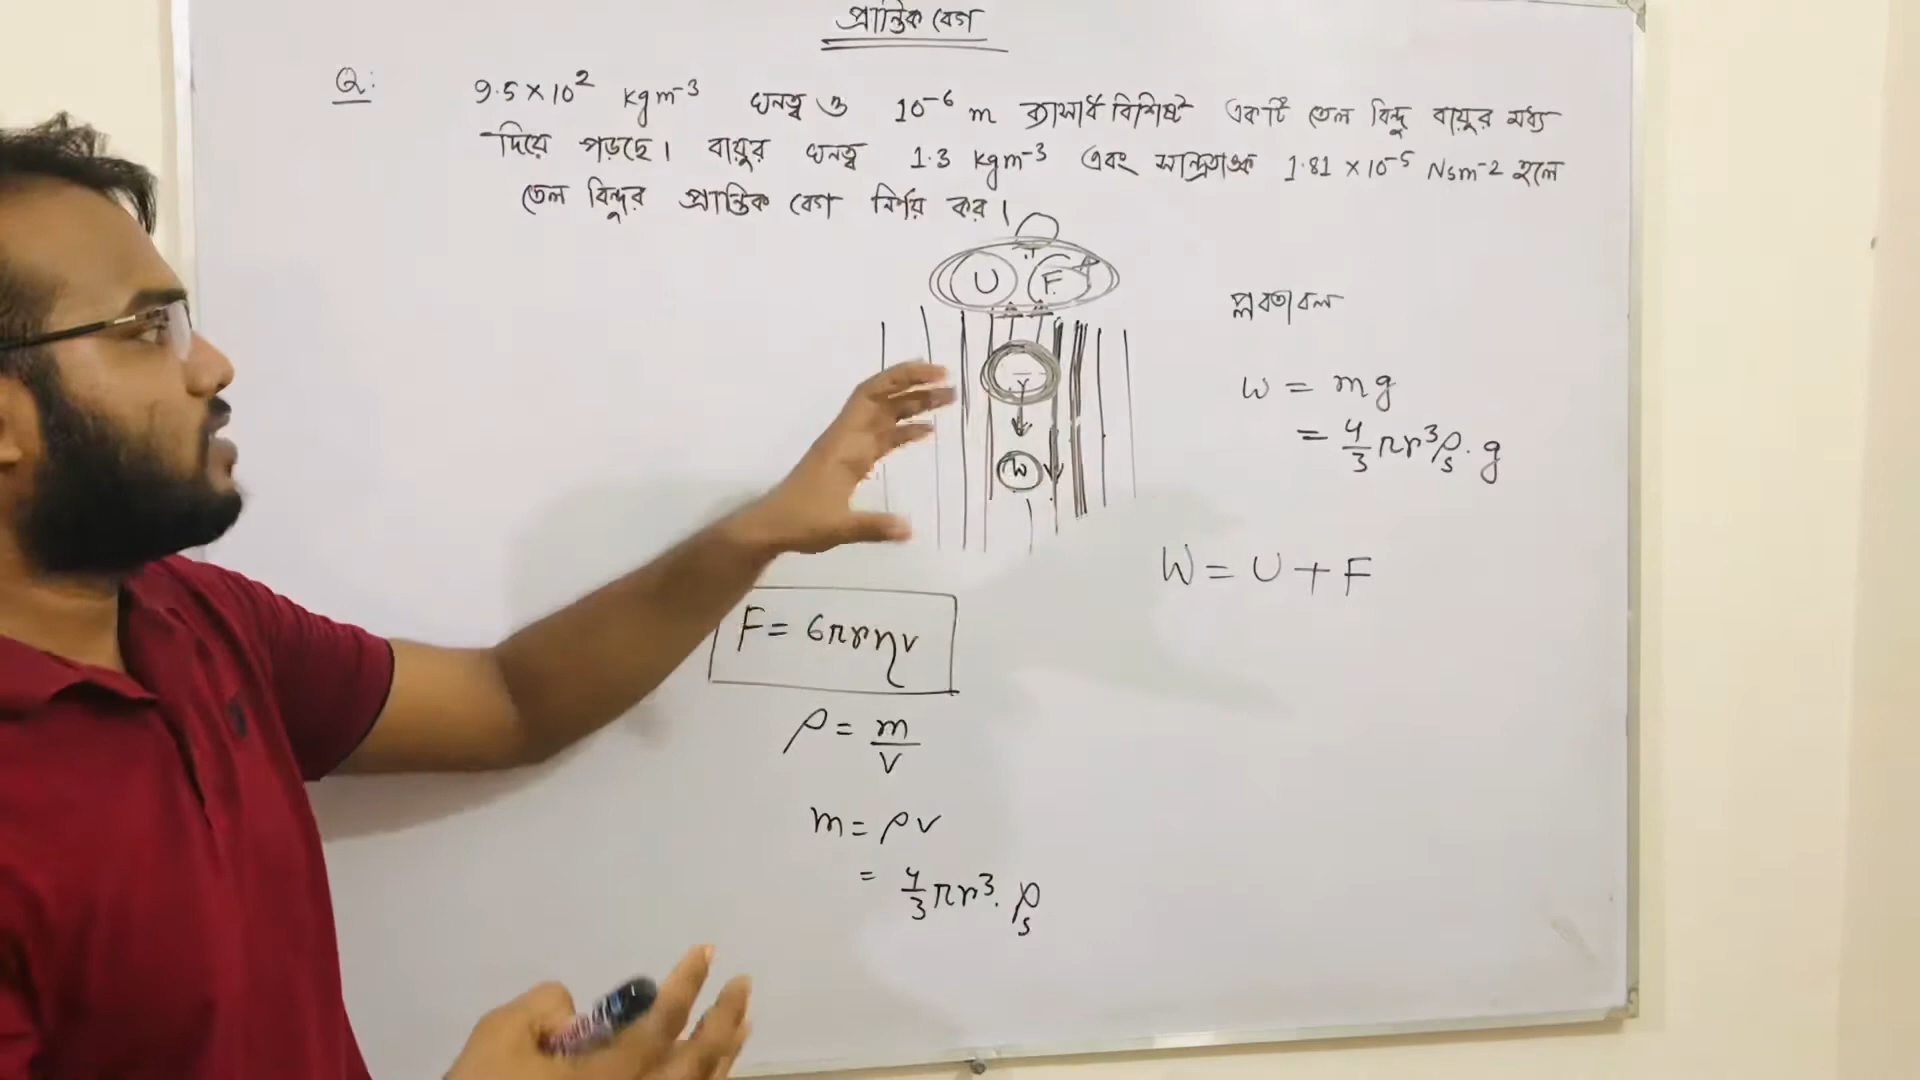 প্রান্তিক বেগ
Q: 9.5 × 10² kgm⁻³ ঘনত্ব ও 10⁻⁶ m ব্যাসার্ধ বিশিষ্ট একটি তেল বিন্দু বায়ুর মধ্য
দিয়ে পড়ছে। বায়ুর ঘনত্ব 1.3 kgm⁻³ এবং সান্দ্রতাঙ্ক 1.81 × 10⁻⁵ Nsm⁻² হলে
তেল বিন্দুর প্রান্তিক বেগ নির্ণয় কর।
U F
r
W
প্লবতা বল
W = mg
= 4/3 πr³ρₛ . g
W = U + F
F = 6πrηv
ρ = m/V
m = ρv
= 4/3 πr³. ρₛ